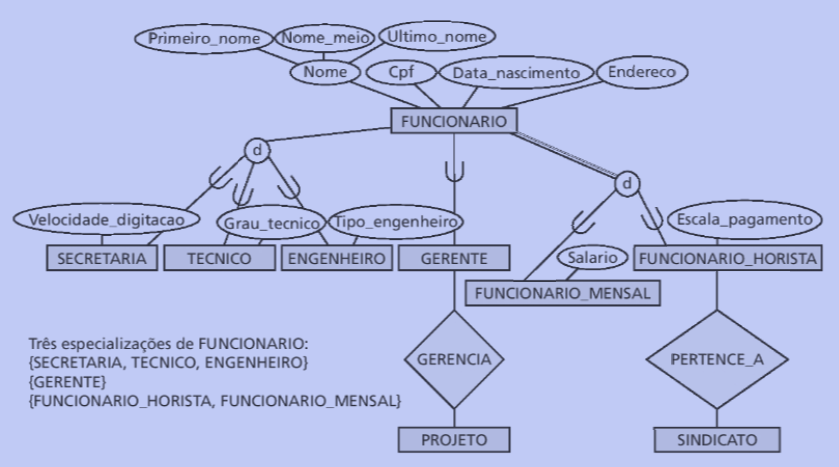 Primeiro_nome Nome_meio Ultimo_nome
Nome Cpf Data_nascimento Endereco
FUNCIONARIO
d
d
Velocidade_digitacao Grau_tecnico Tipo_engenheiro Escala_pagamento
SECRETARIA TECNICO ENGENHEIRO GERENTE Salario FUNCIONARIO_HORISTA
FUNCIONARIO_MENSAL
Três especializações de FUNCIONARIO:
{SECRETARIA, TECNICO, ENGENHEIRO}
{GERENTE}
{FUNCIONARIO_HORISTA, FUNCIONARIO_MENSAL}
GERENCIA PERTENCE_A
PROJETO SINDICATO